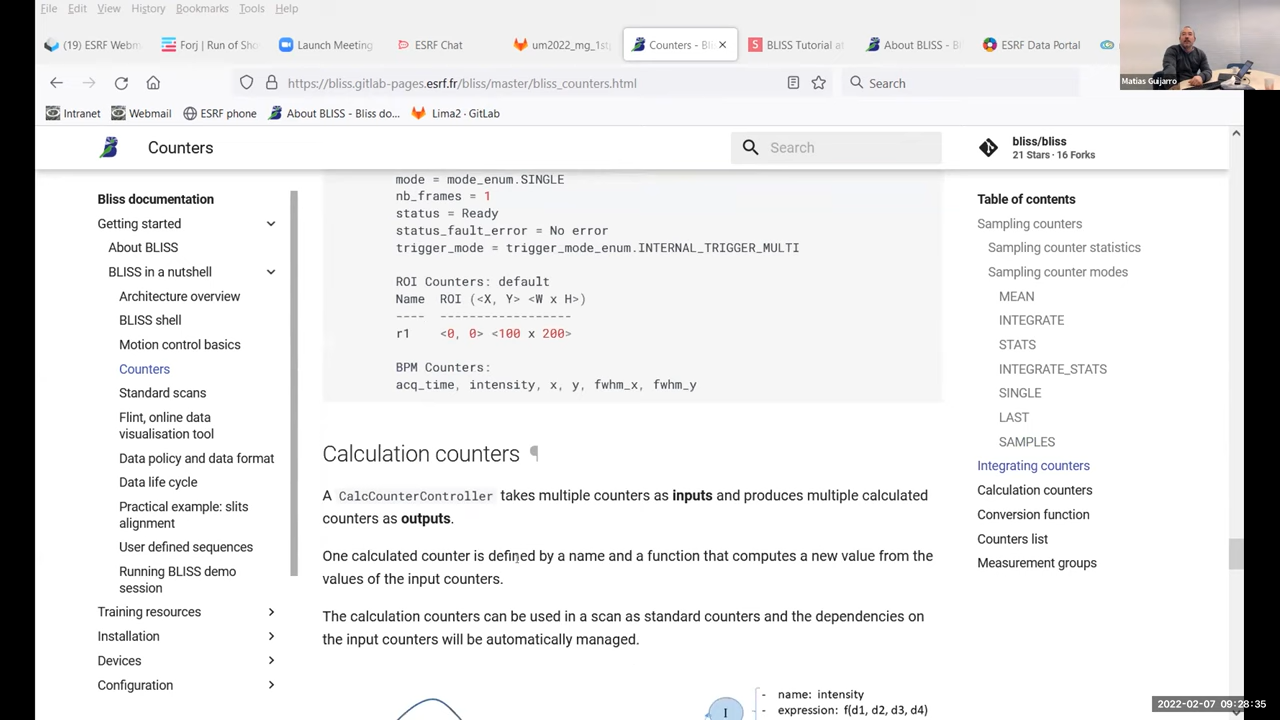 File Edit View History Bookmarks Tools Help
(19) ESRF Webm
Forj | Run of Sho
Launch Meeting
ESRF Chat
um2022_mg_1:
Counters - Bli
BLISS Tutorial at
About BLISS - Bl
ESRF Data Portal
Matias Guijarro
https://bliss.gitlab-pages.esrf.fr/bliss/master/bliss_counters.html
Search
Intranet Webmail ESRF phone About BLISS - Bliss do... Lima2 · GitLab
Counters
Search
bliss/bliss
21 Stars · 16 Forks
Bliss documentation
Getting started
About BLISS
BLISS in a nutshell
Architecture overview
BLISS shell
Motion control basics
Counters
Standard scans
Flint, online data
visualisation tool
Data policy and data format
Data life cycle
Practical example: slits
alignment
User defined sequences
Running BLISS demo
session
Training resources
Installation
Devices
Configuration
mode = mode_enum.SINGLE
nb_frames = 1
status = Ready
status_fault_error = No error
trigger_mode = trigger_mode_enum.INTERNAL_TRIGGER_MULTI
ROI Counters: default
Name ROI (<X, Y> <W x H>)
---- ------------------
r1 <0, 0> <100 x 200>
BPM Counters:
acq_time, intensity, x, y, fwhm_x, fwhm_y
Calculation counters ¶
A CalcCounterController takes multiple counters as inputs and produces multiple calculated
counters as outputs.
One calculated counter is defined by a name and a function that computes a new value from the
values of the input counters.
The calculation counters can be used in a scan as standard counters and the dependencies on
the input counters will be automatically managed.
I
- name: intensity
- expression: f(d1, d2, d3, d4)
Table of contents
Sampling counters
Sampling counter statistics
Sampling counter modes
MEAN
INTEGRATE
STATS
INTEGRATE_STATS
SINGLE
LAST
SAMPLES
Integrating counters
Calculation counters
Conversion function
Counters list
Measurement groups
2022-02-07 09:28:35